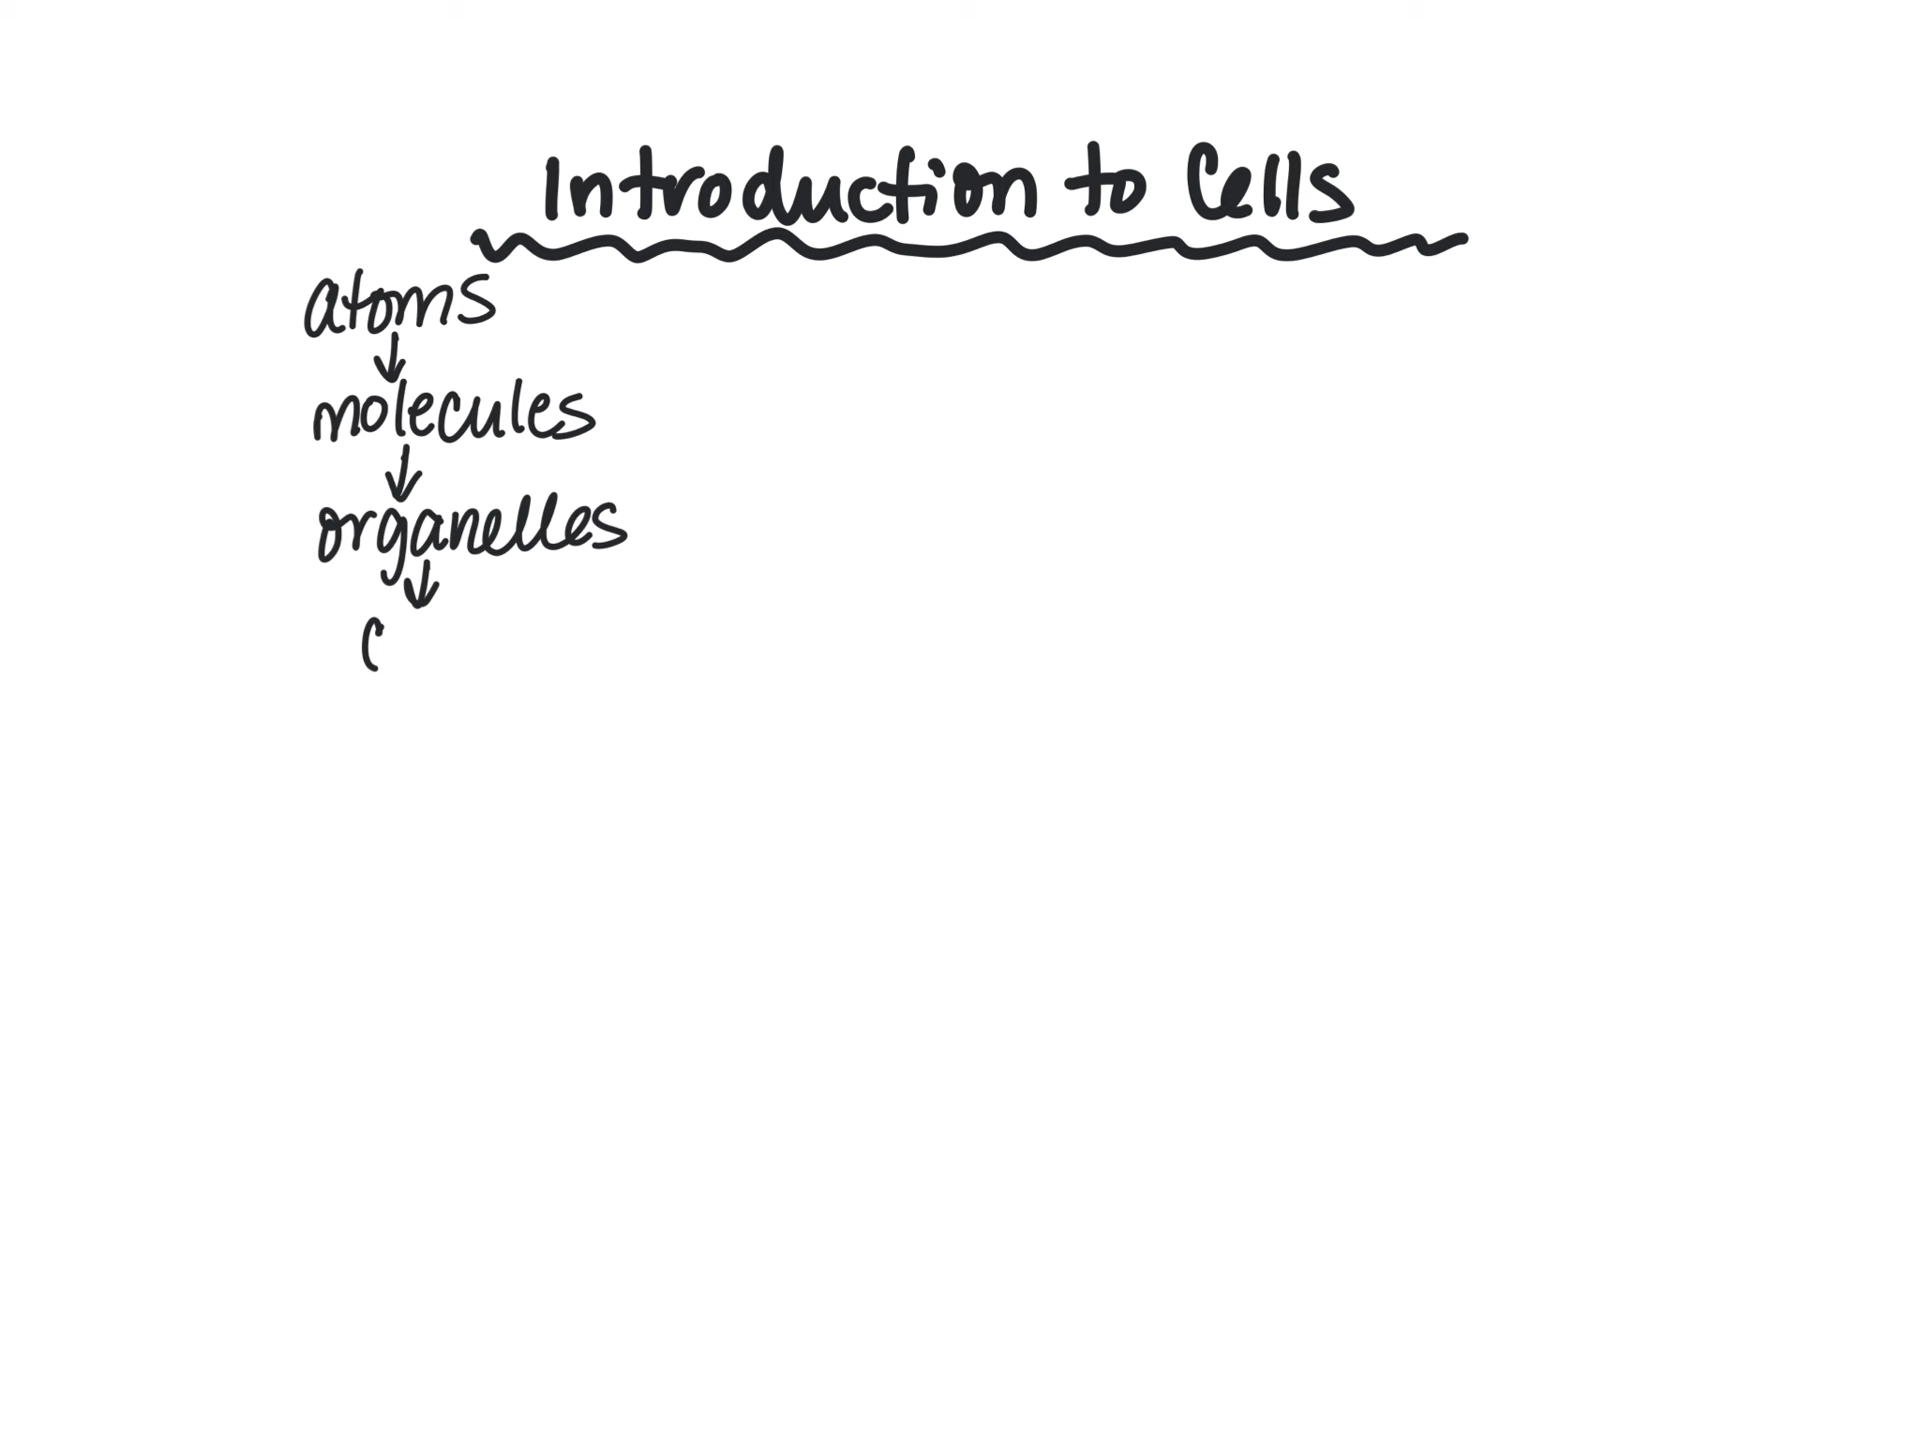 Introduction to Cells
atoms
↓
molecules
↓
organelles
↓
c